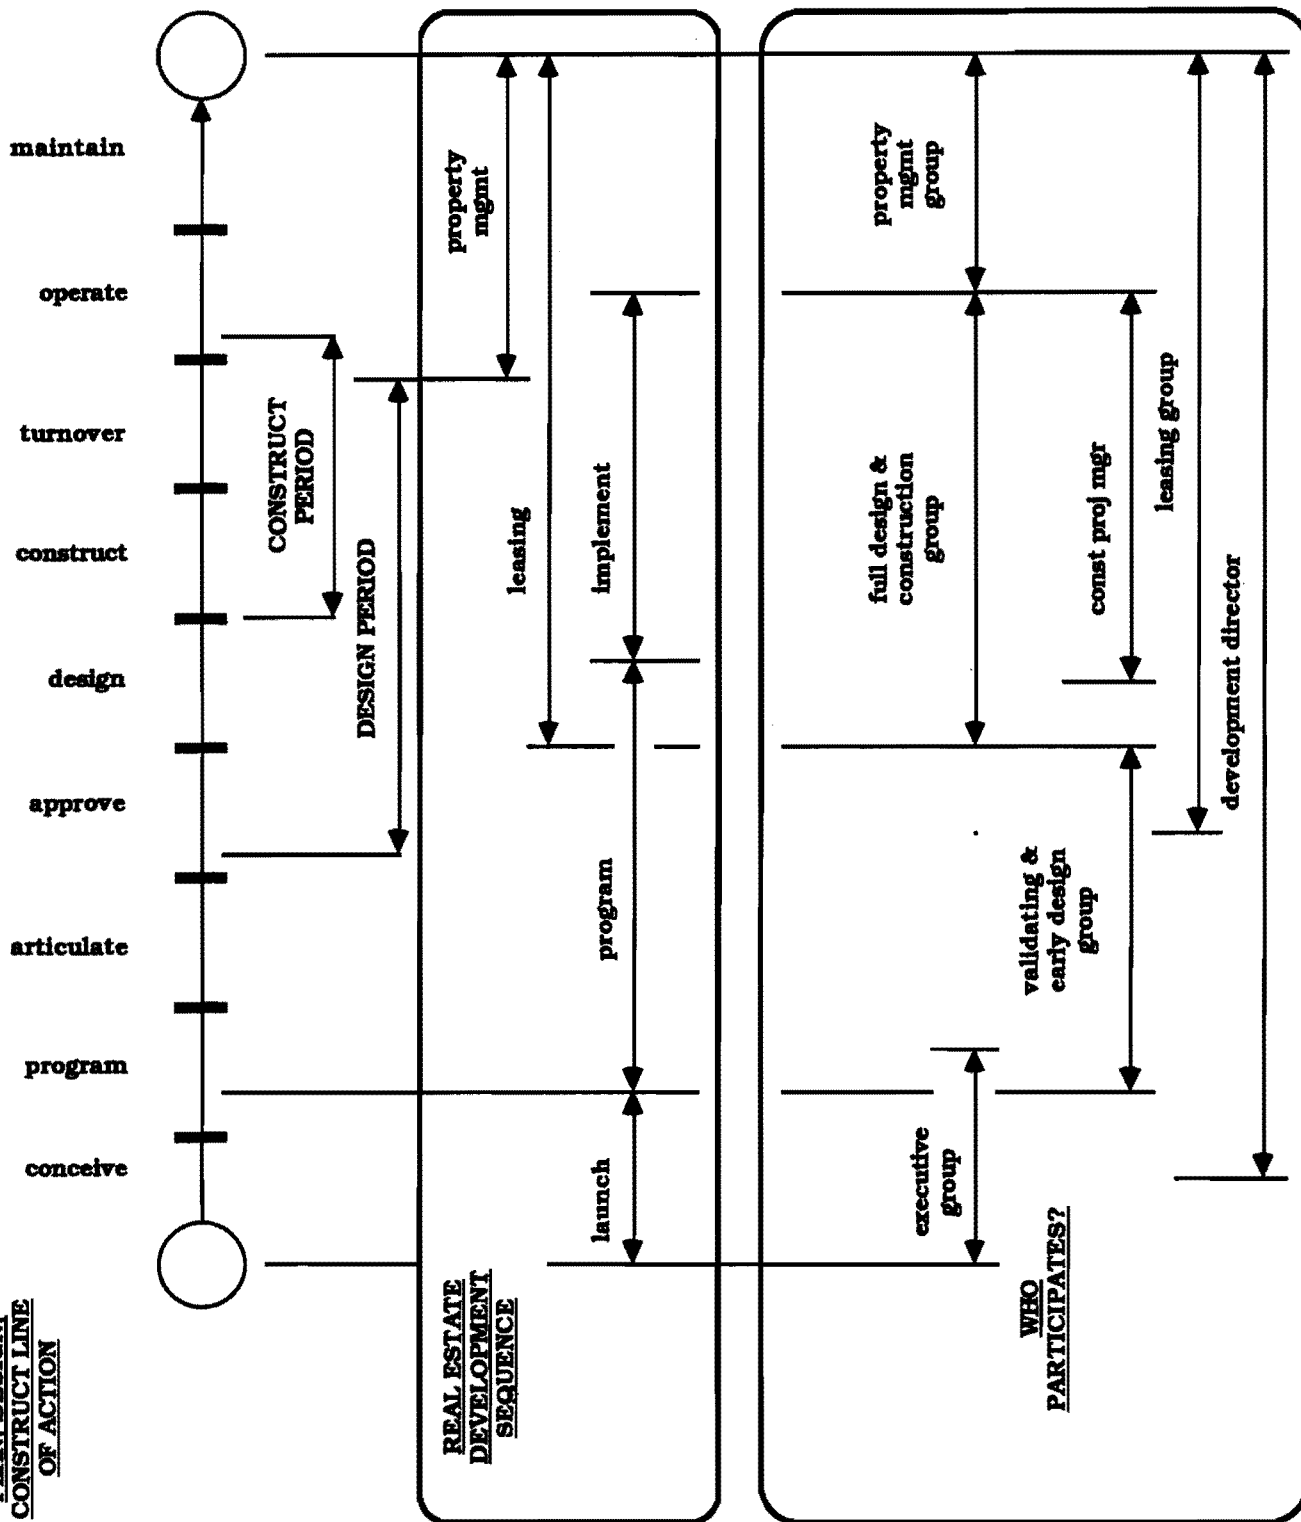 CONSTRUCT LINE
OF ACTION
conceive
program
articulate
approve
design
construct
turnover
operate
maintain
CONSTRUCT
PERIOD
DESIGN PERIOD
REAL ESTATE
DEVELOPMENT
SEQUENCE
property
mgmt
leasing
launch
program
implement
WHO
PARTICIPATES?
executive
group
full design &
construction
group
property
mgmt
group
validating &
early design
group
const proj mgr
leasing group
development director